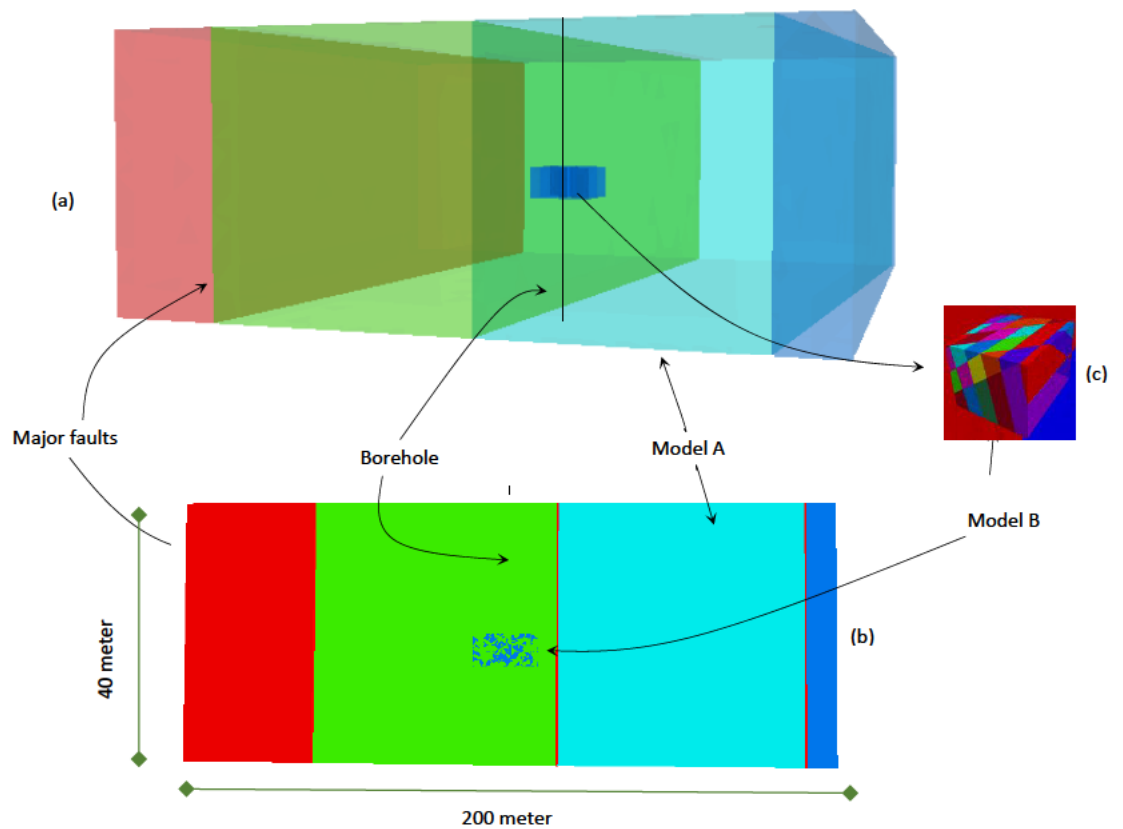 (a)
(c)
Major faults
Borehole
Model A
Model B
(b)
40 meter
200 meter